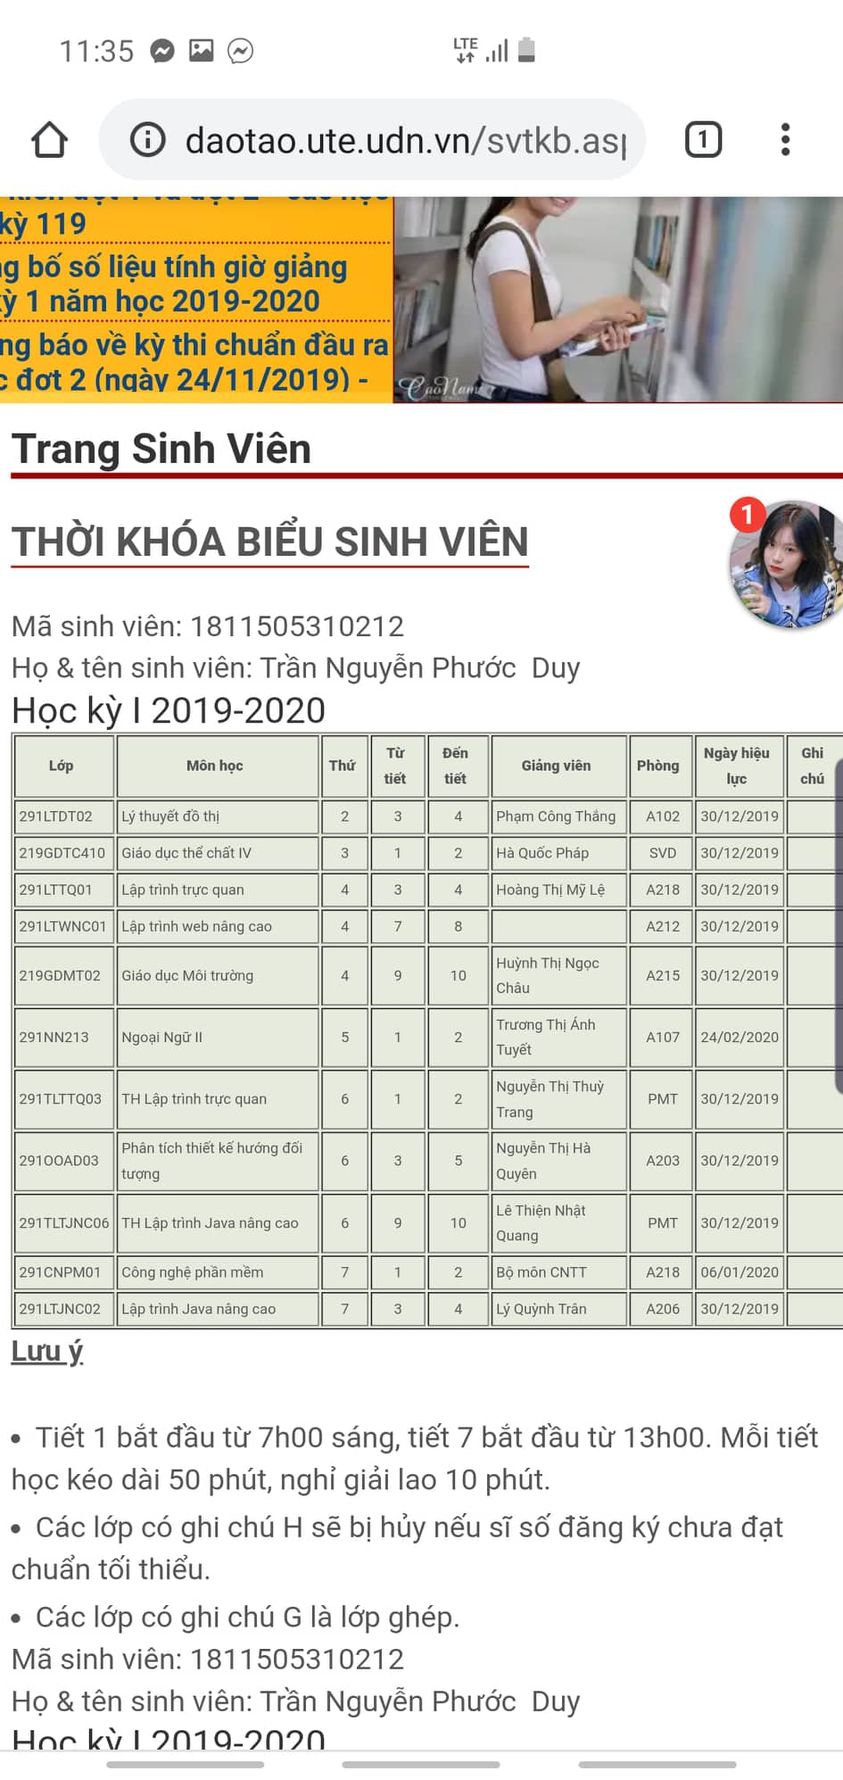 11:35
LTE
daotao.ute.udn.vn/svtkb.asp
1
kỳ 119
g bố số liệu tính giờ giảng
ỳ 1 năm học 2019-2020
ng báo về kỳ thi chuẩn đầu ra
c đợt 2 (ngày 24/11/2019) -
CaoNam
Trang Sinh Viên
THỜI KHÓA BIỂU SINH VIÊN
1
Mã sinh viên: 1811505310212
Họ & tên sinh viên: Trần Nguyễn Phước Duy
Học kỳ I 2019-2020
Lớp Môn học Thứ Từ tiết Đến tiết Giảng viên Phòng Ngày hiệu lực Ghi chú
291LTDT02 Lý thuyết đồ thị 2 3 4 Phạm Công Thắng A102 30/12/2019
219GDTC410 Giáo dục thể chất IV 3 1 2 Hà Quốc Pháp SVD 30/12/2019
291LTTQ01 Lập trình trực quan 4 3 4 Hoàng Thị Mỹ Lệ A218 30/12/2019
291LTWNC01 Lập trình web nâng cao 4 7 8 A212 30/12/2019
219GDMT02 Giáo dục Môi trường 4 9 10 Huỳnh Thị Ngọc Châu A215 30/12/2019
291NN213 Ngoại Ngữ II 5 1 2 Trương Thị Ánh Tuyết A107 24/02/2020
291TLTTQ03 TH Lập trình trực quan 6 1 2 Nguyễn Thị Thuỳ Trang PMT 30/12/2019
291OOAD03 Phân tích thiết kế hướng đối tượng 6 3 5 Nguyễn Thị Hà Quyên A203 30/12/2019
291TLTJNC06 TH Lập trình Java nâng cao 6 9 10 Lê Thiện Nhật Quang PMT 30/12/2019
291CNPM01 Công nghệ phần mềm 7 1 2 Bộ môn CNTT A218 06/01/2020
291LTJNC02 Lập trình Java nâng cao 7 3 4 Lý Quỳnh Trân A206 30/12/2019
Lưu ý
• Tiết 1 bắt đầu từ 7h00 sáng, tiết 7 bắt đầu từ 13h00. Mỗi tiết
học kéo dài 50 phút, nghỉ giải lao 10 phút.
• Các lớp có ghi chú H sẽ bị hủy nếu sĩ số đăng ký chưa đạt
chuẩn tối thiểu.
• Các lớp có ghi chú G là lớp ghép.
Mã sinh viên: 1811505310212
Họ & tên sinh viên: Trần Nguyễn Phước Duy
Học kỳ I 2019-2020